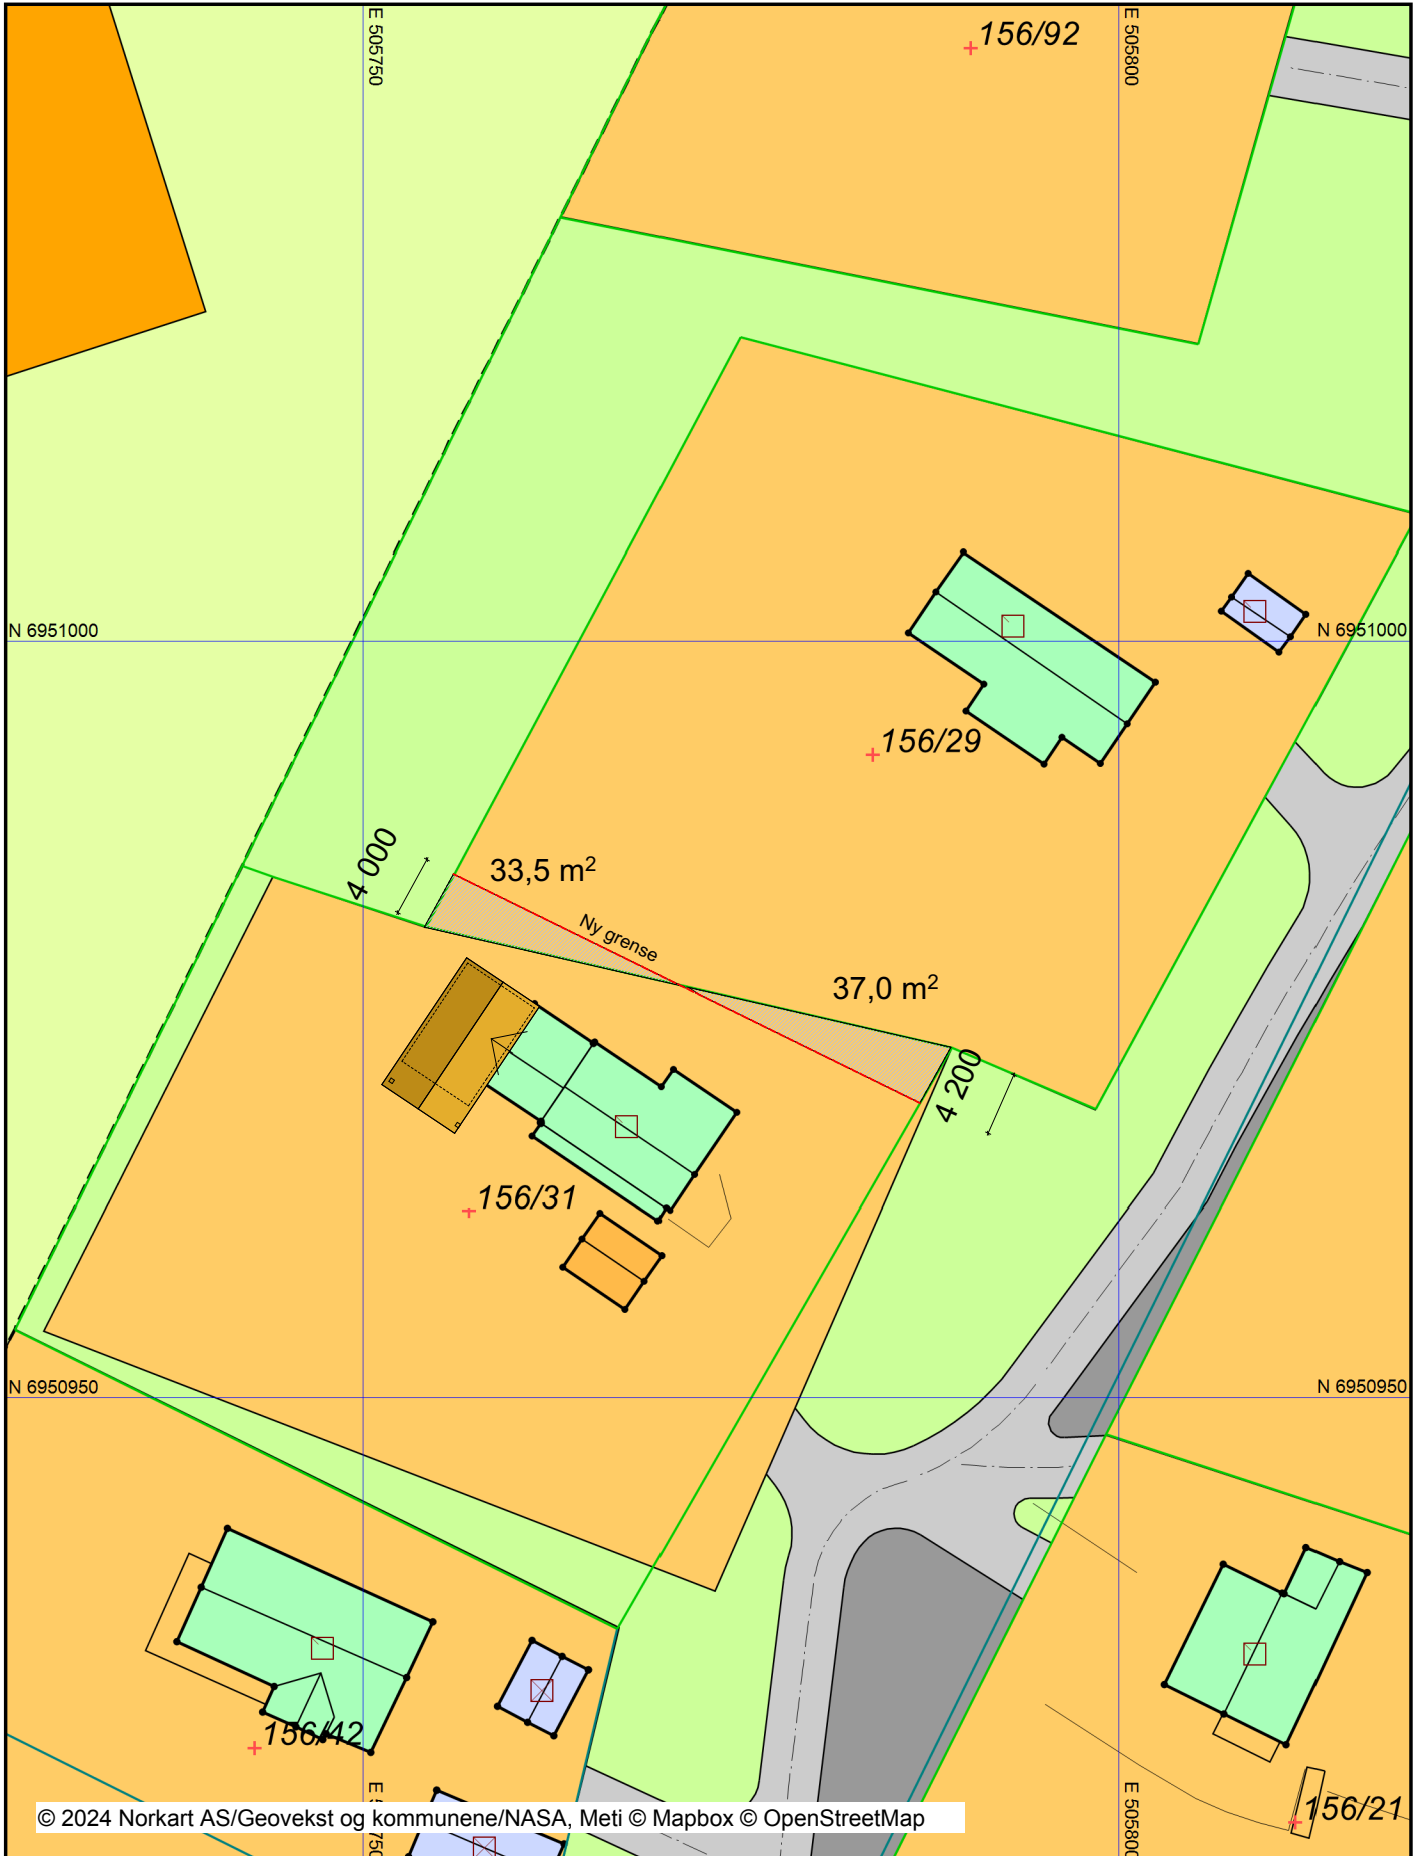 E 505750
E 505800
156/92
N 6951000
N 6951000
156/29
4 000
33,5 m²
Ny grense
37,0 m²
4 200
156/31
N 6950950
N 6950950
156/42
E 505750
E 505800
156/21
© 2024 Norkart AS/Geovekst og kommunene/NASA, Meti © Mapbox © OpenStreetMap